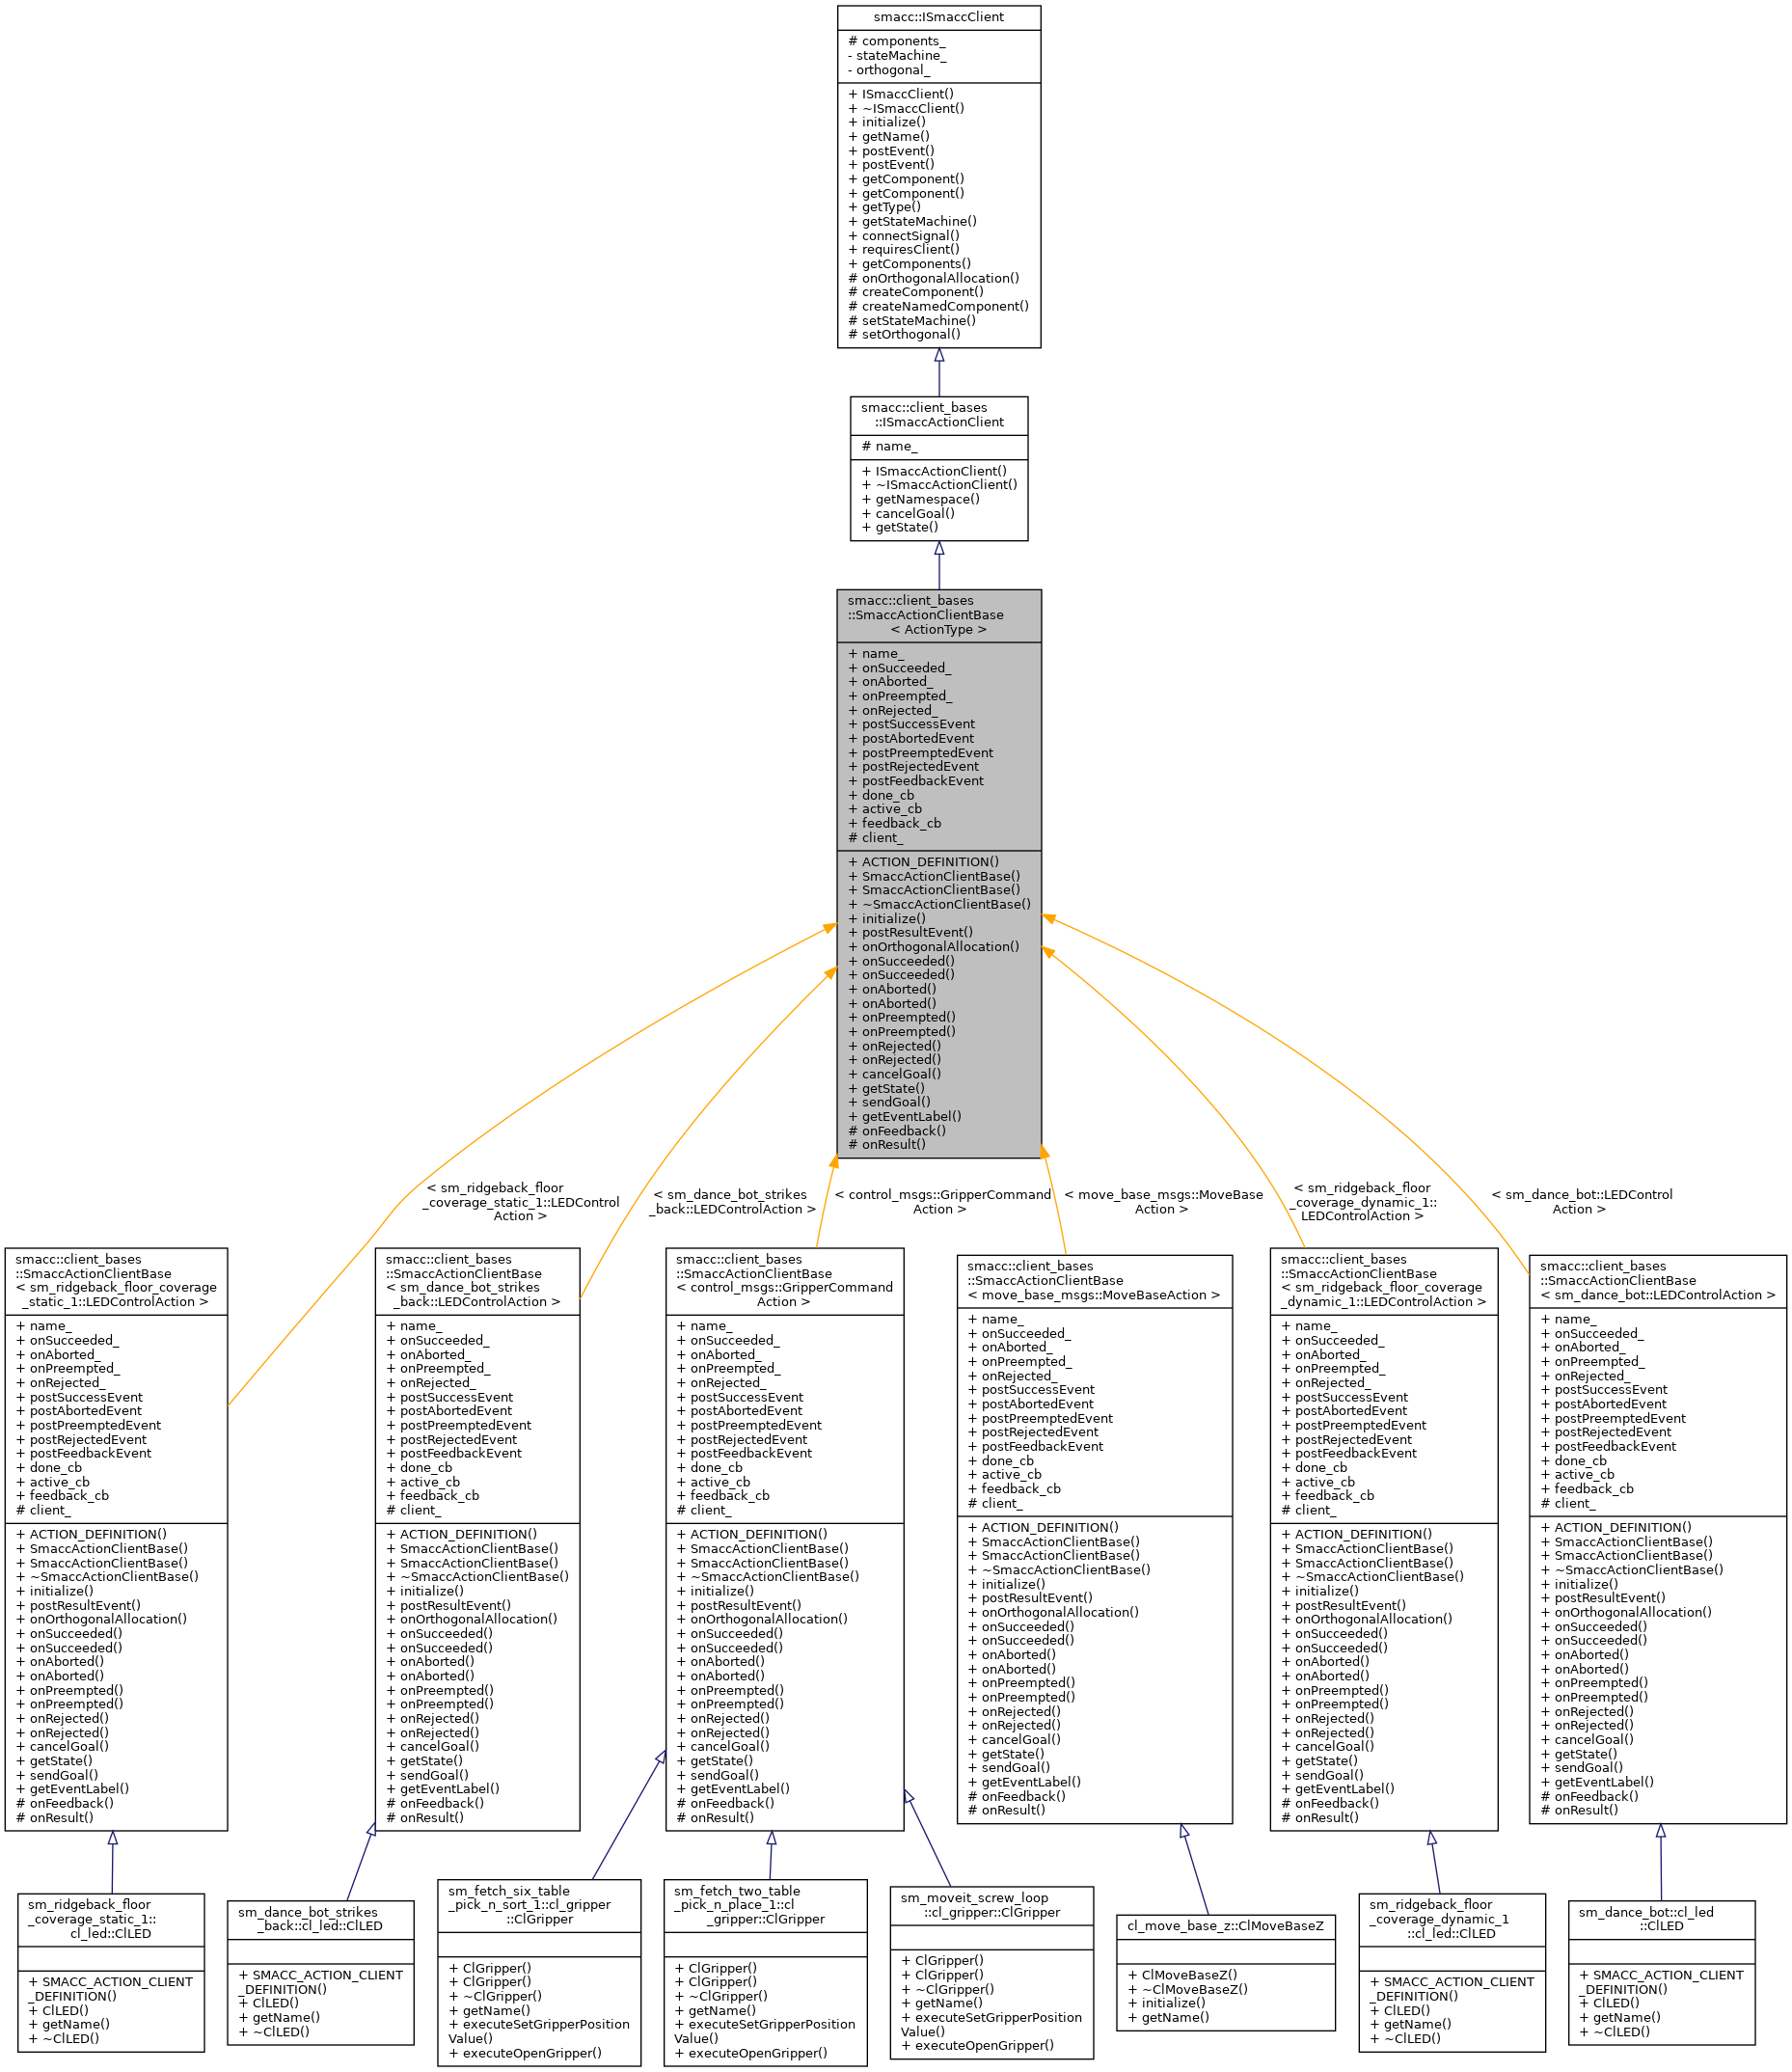 smacc::ISmaccClient
# components_
- stateMachine_
- orthogonal_
+ ISmaccClient()
+ ~ISmaccClient()
+ initialize()
+ getName()
+ postEvent()
+ postEvent()
+ getComponent()
+ getComponent()
+ getType()
+ getStateMachine()
+ connectSignal()
+ requiresClient()
+ getComponents()
# onOrthogonalAllocation()
# createComponent()
# createNamedComponent()
# setStateMachine()
# setOrthogonal()
smacc::client_bases
::ISmaccActionClient
# name_
+ ISmaccActionClient()
+ ~ISmaccActionClient()
+ getNamespace()
+ cancelGoal()
+ getState()
smacc::client_bases
::SmaccActionClientBase
< ActionType >
+ name_
+ onSucceeded_
+ onAborted_
+ onPreempted_
+ onRejected_
+ postSuccessEvent
+ postAbortedEvent
+ postPreemptedEvent
+ postRejectedEvent
+ postFeedbackEvent
+ done_cb
+ active_cb
+ feedback_cb
# client_
+ ACTION_DEFINITION()
+ SmaccActionClientBase()
+ SmaccActionClientBase()
+ ~SmaccActionClientBase()
+ initialize()
+ postResultEvent()
+ onOrthogonalAllocation()
+ onSucceeded()
+ onSucceeded()
+ onAborted()
+ onAborted()
+ onPreempted()
+ onPreempted()
+ onRejected()
+ onRejected()
+ cancelGoal()
+ getState()
+ sendGoal()
+ getEventLabel()
# onFeedback()
# onResult()
< sm_ridgeback_floor
_coverage_static_1::LEDControl
Action >
< sm_dance_bot_strikes
_back::LEDControlAction >
< control_msgs::GripperCommand
Action >
< move_base_msgs::MoveBase
Action >
< sm_ridgeback_floor
_coverage_dynamic_1::
LEDControlAction >
< sm_dance_bot::LEDControl
Action >
smacc::client_bases
::SmaccActionClientBase
< sm_ridgeback_floor_coverage
_static_1::LEDControlAction >
+ name_
+ onSucceeded_
+ onAborted_
+ onPreempted_
+ onRejected_
+ postSuccessEvent
+ postAbortedEvent
+ postPreemptedEvent
+ postRejectedEvent
+ postFeedbackEvent
+ done_cb
+ active_cb
+ feedback_cb
# client_
+ ACTION_DEFINITION()
+ SmaccActionClientBase()
+ SmaccActionClientBase()
+ ~SmaccActionClientBase()
+ initialize()
+ postResultEvent()
+ onOrthogonalAllocation()
+ onSucceeded()
+ onSucceeded()
+ onAborted()
+ onAborted()
+ onPreempted()
+ onPreempted()
+ onRejected()
+ onRejected()
+ cancelGoal()
+ getState()
+ sendGoal()
+ getEventLabel()
# onFeedback()
# onResult()
smacc::client_bases
::SmaccActionClientBase
< sm_dance_bot_strikes
_back::LEDControlAction >
+ name_
+ onSucceeded_
+ onAborted_
+ onPreempted_
+ onRejected_
+ postSuccessEvent
+ postAbortedEvent
+ postPreemptedEvent
+ postRejectedEvent
+ postFeedbackEvent
+ done_cb
+ active_cb
+ feedback_cb
# client_
+ ACTION_DEFINITION()
+ SmaccActionClientBase()
+ SmaccActionClientBase()
+ ~SmaccActionClientBase()
+ initialize()
+ postResultEvent()
+ onOrthogonalAllocation()
+ onSucceeded()
+ onSucceeded()
+ onAborted()
+ onAborted()
+ onPreempted()
+ onPreempted()
+ onRejected()
+ onRejected()
+ cancelGoal()
+ getState()
+ sendGoal()
+ getEventLabel()
# onFeedback()
# onResult()
smacc::client_bases
::SmaccActionClientBase
< control_msgs::GripperCommand
Action >
+ name_
+ onSucceeded_
+ onAborted_
+ onPreempted_
+ onRejected_
+ postSuccessEvent
+ postAbortedEvent
+ postPreemptedEvent
+ postRejectedEvent
+ postFeedbackEvent
+ done_cb
+ active_cb
+ feedback_cb
# client_
+ ACTION_DEFINITION()
+ SmaccActionClientBase()
+ SmaccActionClientBase()
+ ~SmaccActionClientBase()
+ initialize()
+ postResultEvent()
+ onOrthogonalAllocation()
+ onSucceeded()
+ onSucceeded()
+ onAborted()
+ onAborted()
+ onPreempted()
+ onPreempted()
+ onRejected()
+ onRejected()
+ cancelGoal()
+ getState()
+ sendGoal()
+ getEventLabel()
# onFeedback()
# onResult()
smacc::client_bases
::SmaccActionClientBase
< move_base_msgs::MoveBaseAction >
+ name_
+ onSucceeded_
+ onAborted_
+ onPreempted_
+ onRejected_
+ postSuccessEvent
+ postAbortedEvent
+ postPreemptedEvent
+ postRejectedEvent
+ postFeedbackEvent
+ done_cb
+ active_cb
+ feedback_cb
# client_
+ ACTION_DEFINITION()
+ SmaccActionClientBase()
+ SmaccActionClientBase()
+ ~SmaccActionClientBase()
+ initialize()
+ postResultEvent()
+ onOrthogonalAllocation()
+ onSucceeded()
+ onSucceeded()
+ onAborted()
+ onAborted()
+ onPreempted()
+ onPreempted()
+ onRejected()
+ onRejected()
+ cancelGoal()
+ getState()
+ sendGoal()
+ getEventLabel()
# onFeedback()
# onResult()
smacc::client_bases
::SmaccActionClientBase
< sm_ridgeback_floor_coverage
_dynamic_1::LEDControlAction >
+ name_
+ onSucceeded_
+ onAborted_
+ onPreempted_
+ onRejected_
+ postSuccessEvent
+ postAbortedEvent
+ postPreemptedEvent
+ postRejectedEvent
+ postFeedbackEvent
+ done_cb
+ active_cb
+ feedback_cb
# client_
+ ACTION_DEFINITION()
+ SmaccActionClientBase()
+ SmaccActionClientBase()
+ ~SmaccActionClientBase()
+ initialize()
+ postResultEvent()
+ onOrthogonalAllocation()
+ onSucceeded()
+ onSucceeded()
+ onAborted()
+ onAborted()
+ onPreempted()
+ onPreempted()
+ onRejected()
+ onRejected()
+ cancelGoal()
+ getState()
+ sendGoal()
+ getEventLabel()
# onFeedback()
# onResult()
smacc::client_bases
::SmaccActionClientBase
< sm_dance_bot::LEDControlAction >
+ name_
+ onSucceeded_
+ onAborted_
+ onPreempted_
+ onRejected_
+ postSuccessEvent
+ postAbortedEvent
+ postPreemptedEvent
+ postRejectedEvent
+ postFeedbackEvent
+ done_cb
+ active_cb
+ feedback_cb
# client_
+ ACTION_DEFINITION()
+ SmaccActionClientBase()
+ SmaccActionClientBase()
+ ~SmaccActionClientBase()
+ initialize()
+ postResultEvent()
+ onOrthogonalAllocation()
+ onSucceeded()
+ onSucceeded()
+ onAborted()
+ onAborted()
+ onPreempted()
+ onPreempted()
+ onRejected()
+ onRejected()
+ cancelGoal()
+ getState()
+ sendGoal()
+ getEventLabel()
# onFeedback()
# onResult()
sm_ridgeback_floor
_coverage_static_1::
cl_led::ClLED
+ SMACC_ACTION_CLIENT
_DEFINITION()
+ ClLED()
+ getName()
+ ~ClLED()
sm_dance_bot_strikes
_back::cl_led::ClLED
+ SMACC_ACTION_CLIENT
_DEFINITION()
+ ClLED()
+ getName()
+ ~ClLED()
sm_fetch_six_table
_pick_n_sort_1::cl_gripper
::ClGripper
+ ClGripper()
+ ClGripper()
+ ~ClGripper()
+ getName()
+ executeSetGripperPosition
Value()
+ executeOpenGripper()
sm_fetch_two_table
_pick_n_place_1::cl
_gripper::ClGripper
+ ClGripper()
+ ClGripper()
+ ~ClGripper()
+ getName()
+ executeSetGripperPosition
Value()
+ executeOpenGripper()
sm_moveit_screw_loop
::cl_gripper::ClGripper
+ ClGripper()
+ ClGripper()
+ ~ClGripper()
+ getName()
+ executeSetGripperPosition
Value()
+ executeOpenGripper()
cl_move_base_z::ClMoveBaseZ
+ ClMoveBaseZ()
+ ~ClMoveBaseZ()
+ initialize()
+ getName()
sm_ridgeback_floor
_coverage_dynamic_1
::cl_led::ClLED
+ SMACC_ACTION_CLIENT
_DEFINITION()
+ ClLED()
+ getName()
+ ~ClLED()
sm_dance_bot::cl_led
::ClLED
+ SMACC_ACTION_CLIENT
_DEFINITION()
+ ClLED()
+ getName()
+ ~ClLED()